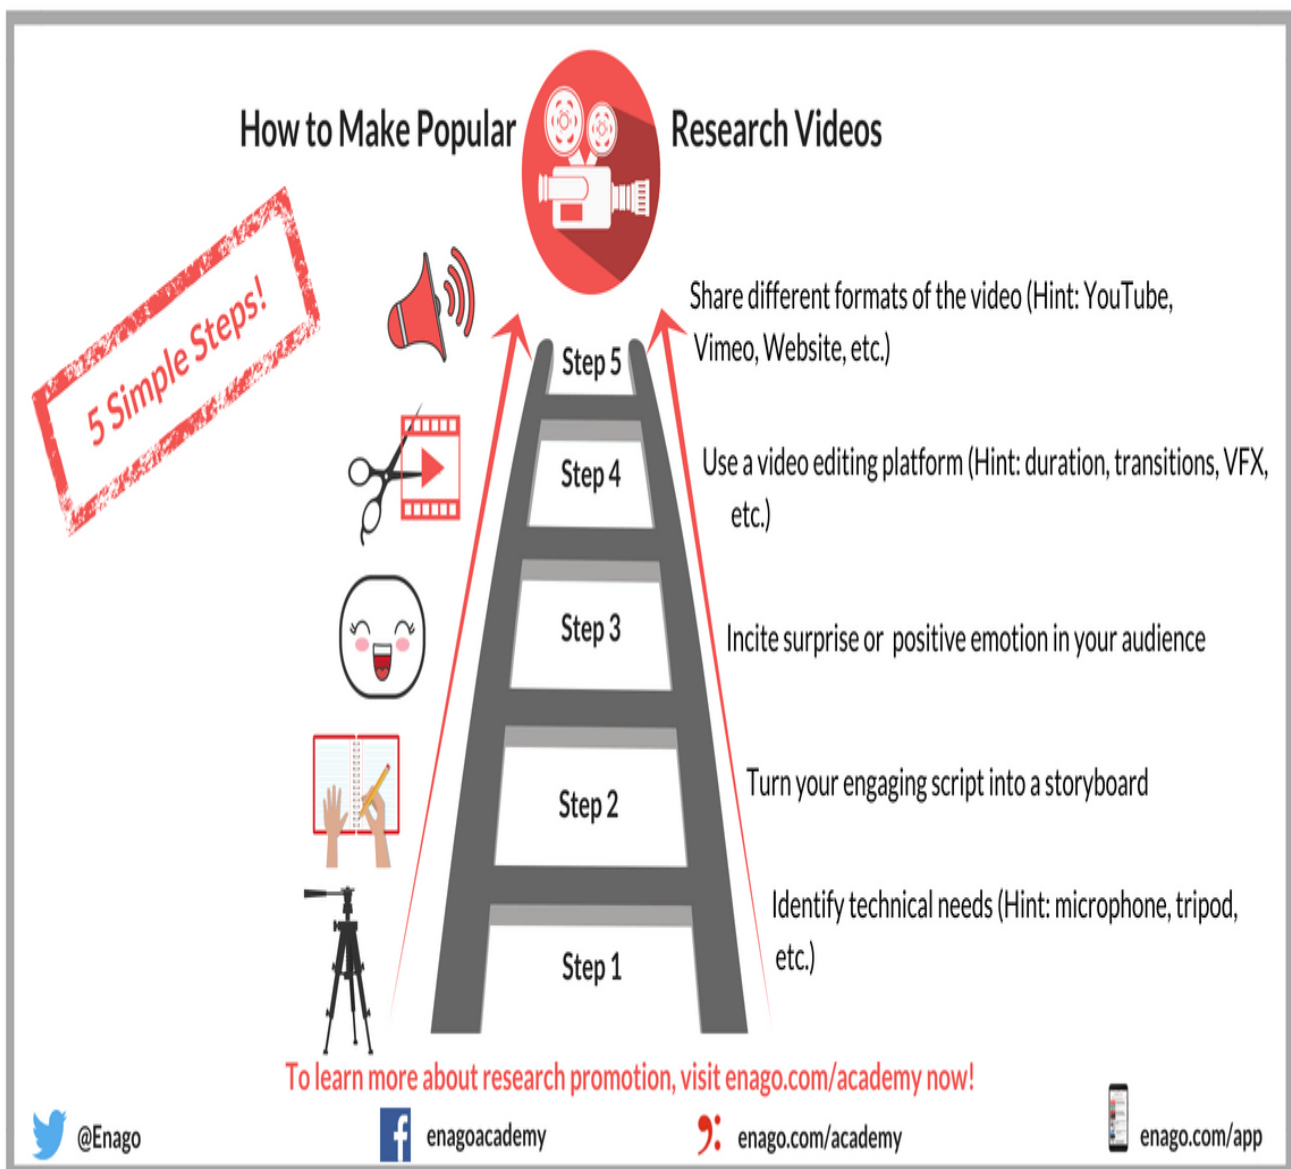 How to Make Popular Research Videos
5 Simple Steps!
Step 5
Share different formats of the video (Hint: YouTube,
Vimeo, Website, etc.)
Step 4
Use a video editing platform (Hint: duration, transitions, VFX,
etc.)
Step 3
Incite surprise or positive emotion in your audience
Step 2
Turn your engaging script into a storyboard
Step 1
Identify technical needs (Hint: microphone, tripod,
etc.)
To learn more about research promotion, visit enago.com/academy now!
@Enago
enagoacademy
enago.com/academy
enago.com/app